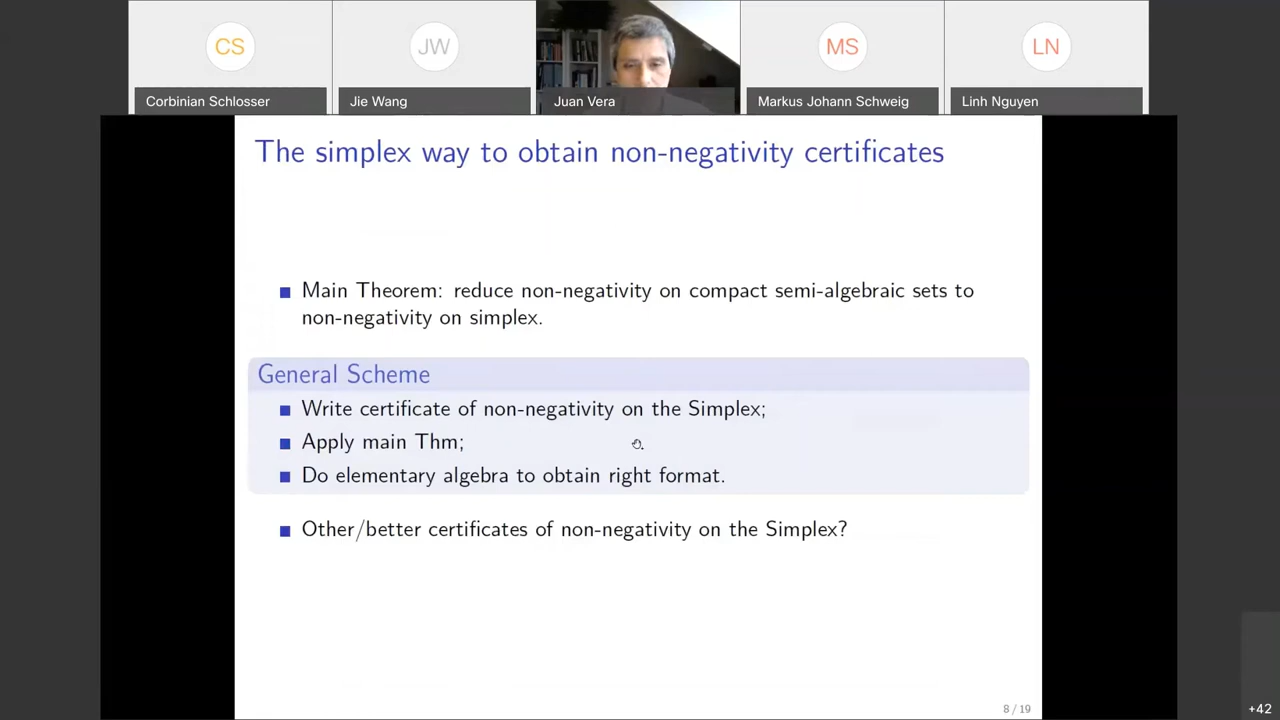 CS
JW
MS
LN
Corbinian Schlosser
Jie Wang
Juan Vera
Markus Johann Schweig
Linh Nguyen
The simplex way to obtain non-negativity certificates
Main Theorem: reduce non-negativity on compact semi-algebraic sets to
non-negativity on simplex.
General Scheme
Write certificate of non-negativity on the Simplex;
Apply main Thm;
Do elementary algebra to obtain right format.
Other/better certificates of non-negativity on the Simplex?
8 / 19
+42